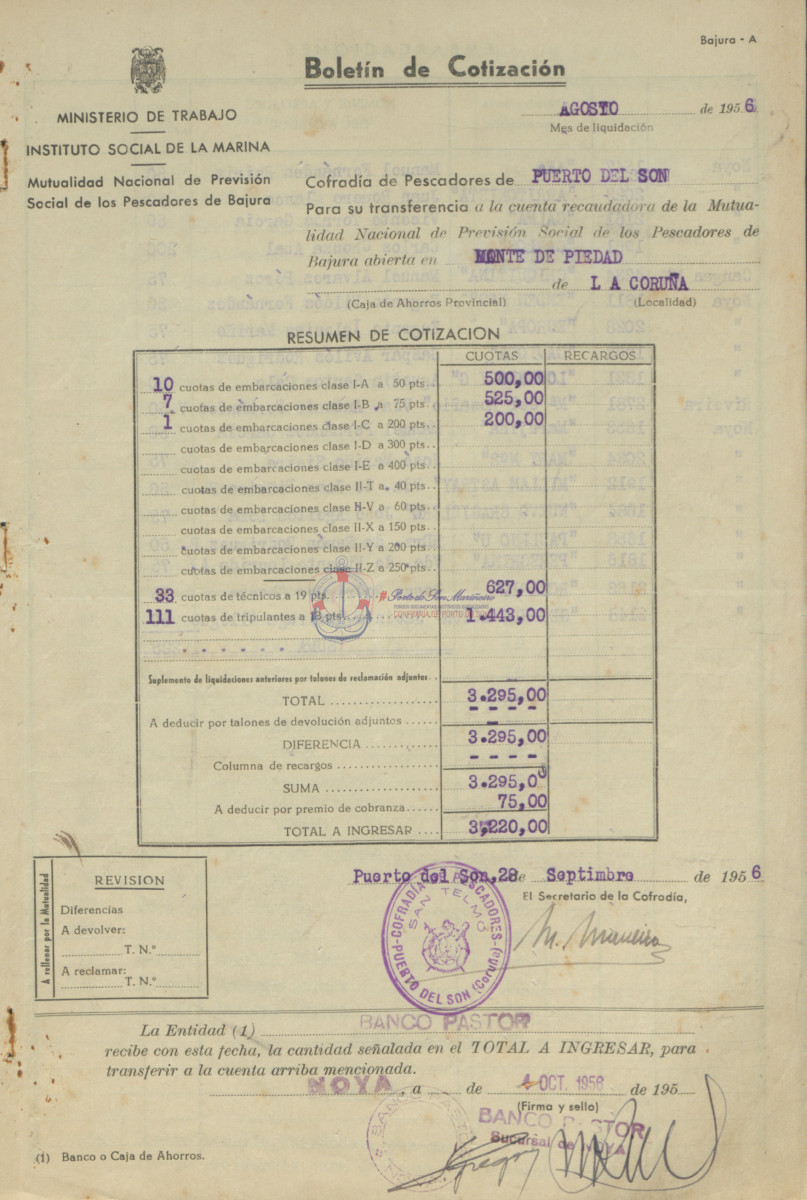 Bajura - A
Boletín de Cotización
MINISTERIO DE TRABAJO
INSTITUTO SOCIAL DE LA MARINA
Mutualidad Nacional de Previsión
Social de los Pescadores de Bajura
AGOSTO de 1956
Mes de liquidación
Cofradía de Pescadores de PUERTO DEL SON
Para su transferencia a la cuenta recaudadora de la Mutua-
lidad Nacional de Previsión Social de los Pescadores de
Bajura abierta en MONTE DE PIEDAD
de L A CORUÑA
(Caja de Ahorros Provincial) (Localidad)
RESUMEN DE COTIZACION
CUOTAS RECARGOS
10 cuotas de embarcaciones clase I-A a 50 pts. 500,00
7 cuotas de embarcaciones clase I-B a 75 pts. 525,00
1 cuotas de embarcaciones clase I-C a 200 pts. 200,00
cuotas de embarcaciones clase I-D a 300 pts.
cuotas de embarcaciones clase I-E a 400 pts.
cuotas de embarcaciones clase II-T a 40 pts.
cuotas de embarcaciones clase II-V a 60 pts.
cuotas de embarcaciones clase II-X a 150 pts.
cuotas de embarcaciones clase II-Y a 200 pts.
cuotas de embarcaciones clase II-Z a 250 pts.
33 cuotas de técnicos a 19 pts. 627,00
111 cuotas de tripulantes a 13 pts. 1.443,00
# Porto do Son Mariñeiro
Suplemento de liquidaciones anteriores por talones de reclamación adjuntos..
TOTAL 3.295,00
A deducir por talones de devolución adjuntos ......
DIFERENCIA 3.295,00
Columna de recargos
SUMA 3.295,00
A deducir por premio de cobranza...... 75,00
TOTAL A INGRESAR .... 3,220,00
Puerto del Son, 28 de Septimbre de 1956
El Secretario de la Cofradía,
A rellenar por la Mutualidad
REVISION
Diferencias
A devolver:
T. N.º
A reclamar:
T. N.º
COFRADÍA DE PESCADORES
SAN TELMO
PUERTO DEL SON (Coruña)
La Entidad (1) BANCO PASTOR
recibe con esta fecha, la cantidad señalada en el TOTAL A INGRESAR, para
transferir a la cuenta arriba mencionada.
NOYA, a de 4 OCT. 1956 de 195
(Firma y sello)
BANCO PASTOR
Sucursal de NOYA
(1) Banco o Caja de Ahorros.